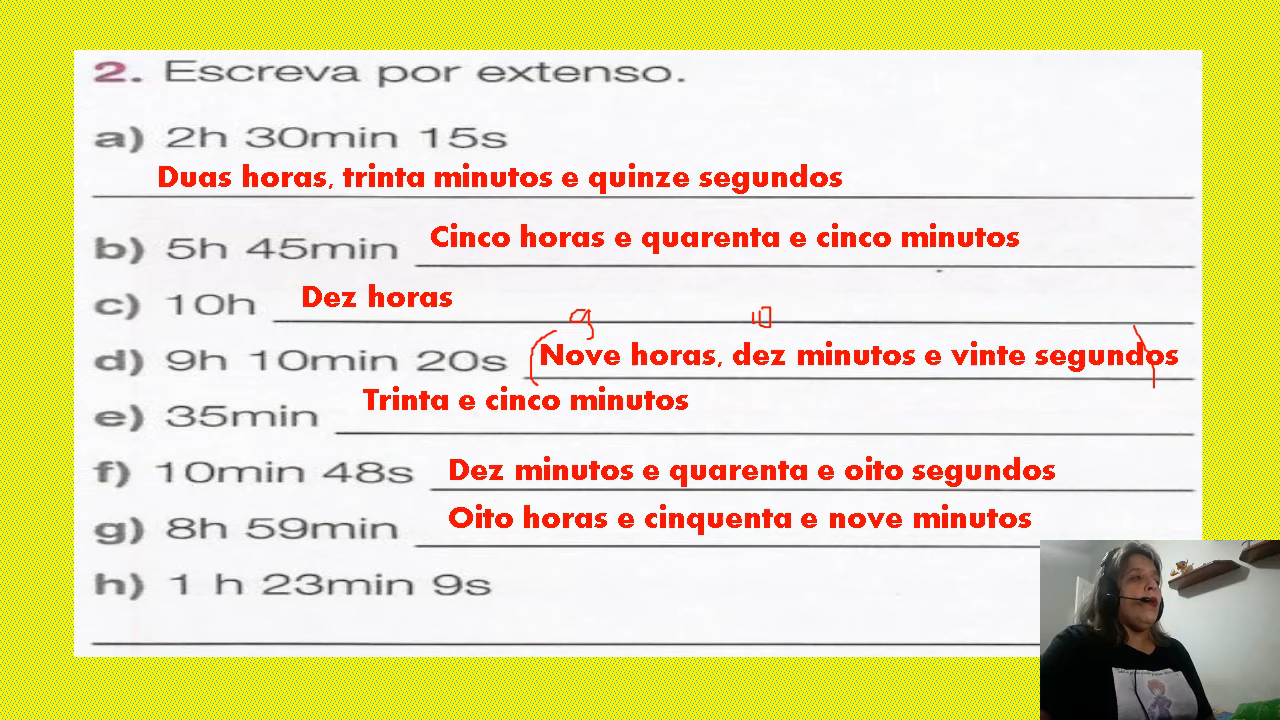 2. Escreva por extenso.
a) 2h 30min 15s
Duas horas, trinta minutos e quinze segundos
b) 5h 45min Cinco horas e quarenta e cinco minutos
c) 10h Dez horas
9 10
d) 9h 10min 20s Nove horas, dez minutos e vinte segundos
e) 35min Trinta e cinco minutos
f) 10min 48s Dez minutos e quarenta e oito segundos
g) 8h 59min Oito horas e cinquenta e nove minutos
h) 1 h 23min 9s